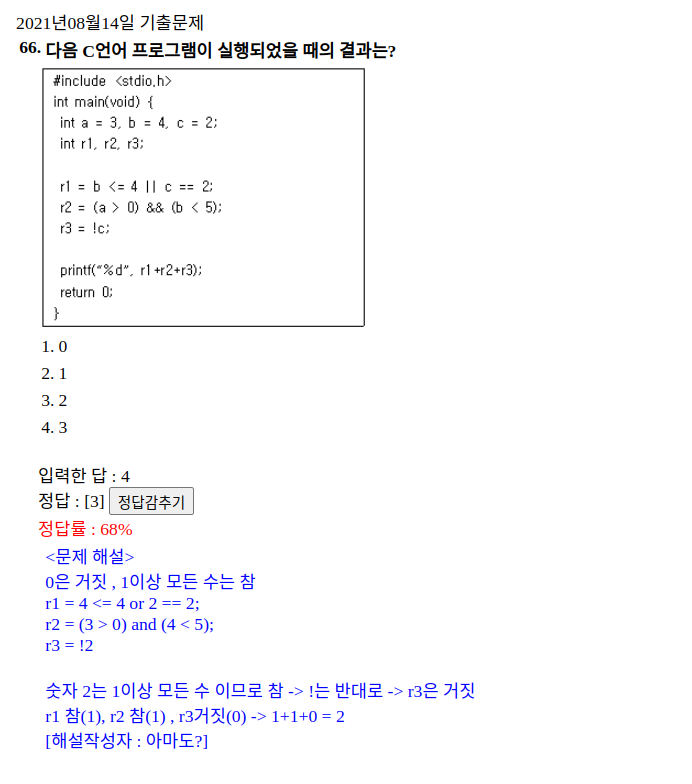 2021년08월14일 기출문제
66. 다음 C언어 프로그램이 실행되었을 때의 결과는?
#include <stdio.h>
int main(void) {
int a = 3, b = 4, c = 2;
int r1, r2, r3;
r1 = b <= 4 || c == 2;
r2 = (a > 0) && (b < 5);
r3 = !c;
printf("%d", r1+r2+r3);
return 0;
}
1. 0
2. 1
3. 2
4. 3
입력한 답 : 4
정답 : [3] 정답감추기
정답률 : 68%
<문제 해설>
0은 거짓 , 1이상 모든 수는 참
r1 = 4 <= 4 or 2 == 2;
r2 = (3 > 0) and (4 < 5);
r3 = !2
숫자 2는 1이상 모든 수 이므로 참 -> !는 반대로 -> r3은 거짓
r1 참(1), r2 참(1) , r3거짓(0) -> 1+1+0 = 2
[해설작성자 : 아마도?]